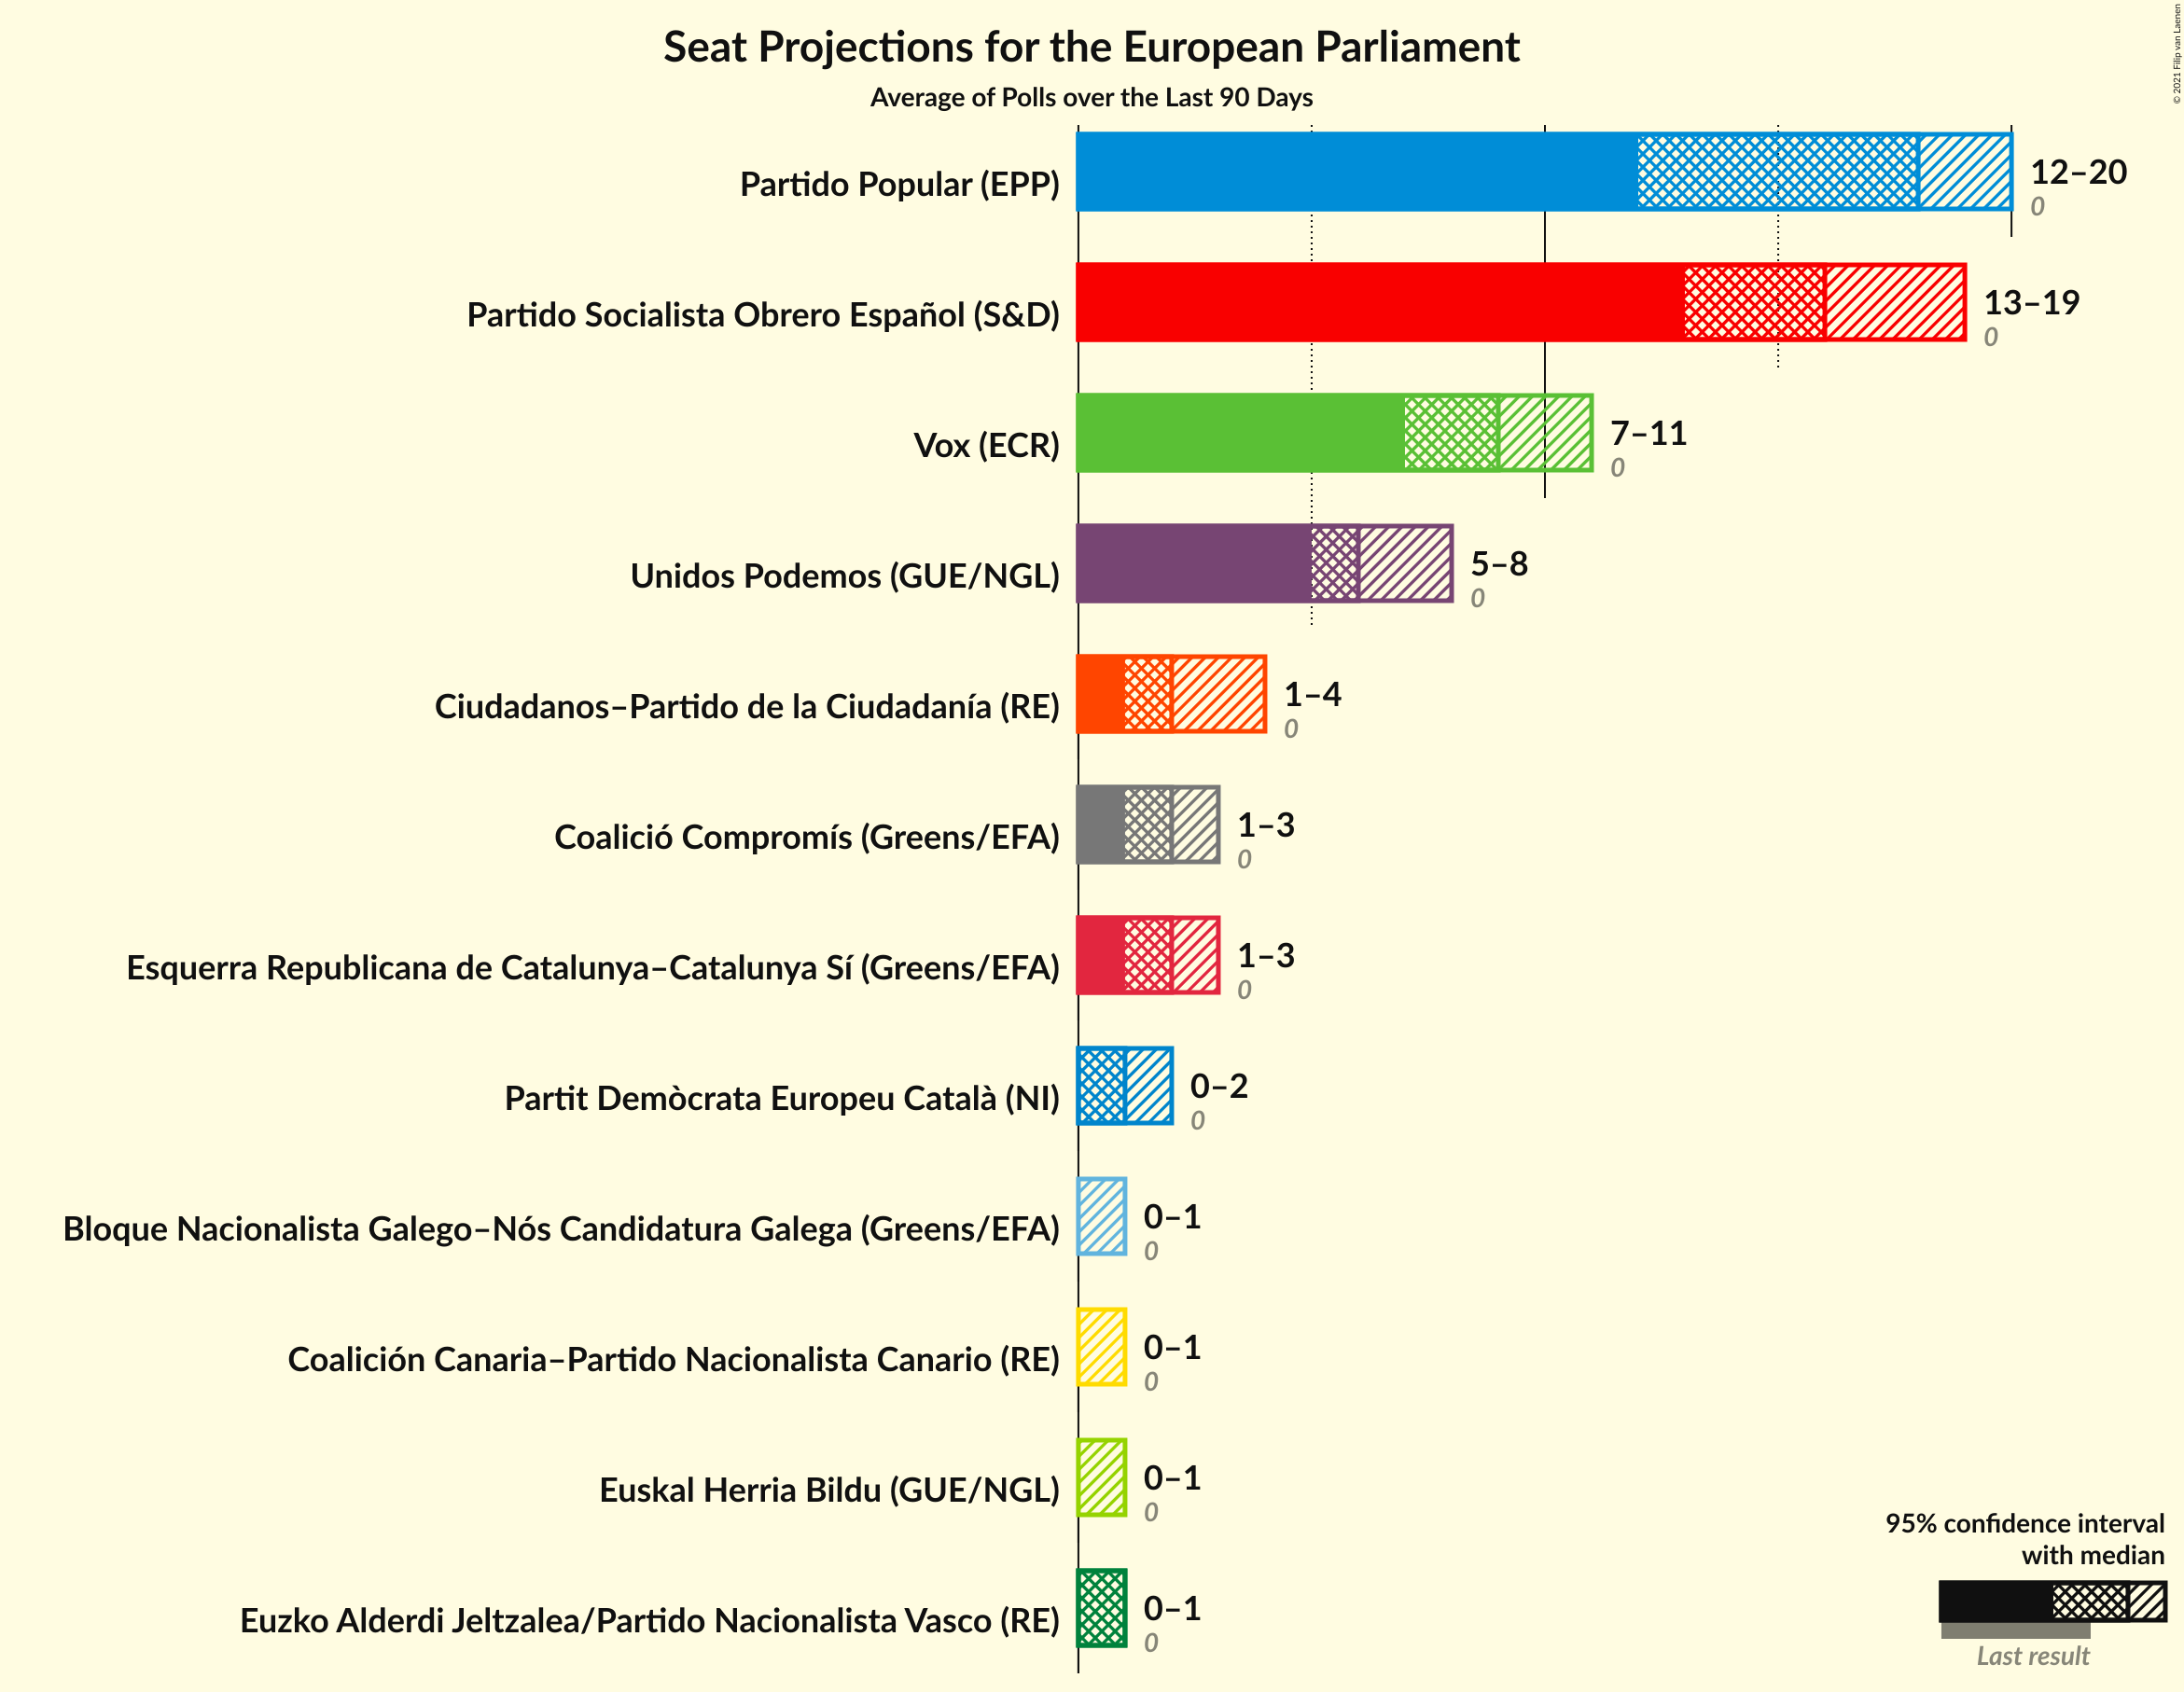 © 2021 Filip van Laenen
Seat Projections for the European Parliament
Average of Polls over the Last 90 Days
Partido Popular (EPP)
12–20
0
Partido Socialista Obrero Español (S&D)
13–19
0
Vox (ECR)
7–11
0
Unidos Podemos (GUE/NGL)
5–8
0
Ciudadanos–Partido de la Ciudadanía (RE)
1–4
0
Coalició Compromís (Greens/EFA)
1–3
0
Esquerra Republicana de Catalunya–Catalunya Sí (Greens/EFA)
1–3
0
Partit Demòcrata Europeu Català (NI)
0–2
0
Bloque Nacionalista Galego–Nós Candidatura Galega (Greens/EFA)
0–1
0
Coalición Canaria–Partido Nacionalista Canario (RE)
0–1
0
Euskal Herria Bildu (GUE/NGL)
0–1
0
Euzko Alderdi Jeltzalea/Partido Nacionalista Vasco (RE)
0–1
0
95% confidence interval
with median
Last result